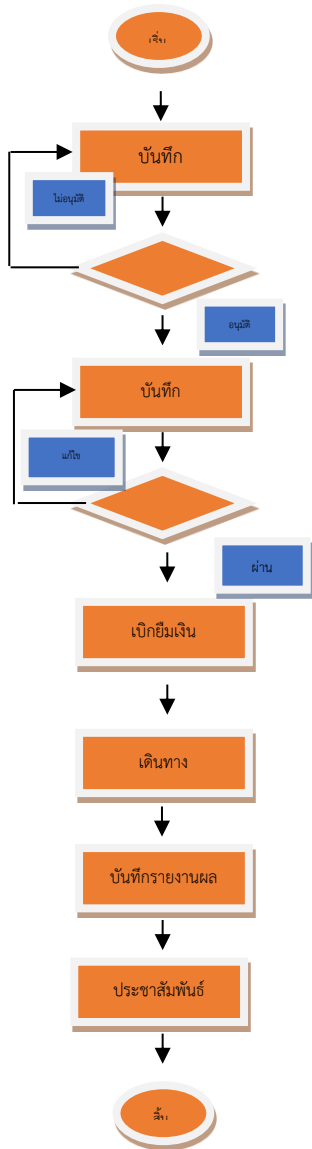 เริ่ม
บันทึก
ไม่อนุมัติ
อนุมัติ
บันทึก
แก้ไข
ผ่าน
เบิกยืมเงิน
เดินทาง
บันทึกรายงานผล
ประชาสัมพันธ์
สิ้น